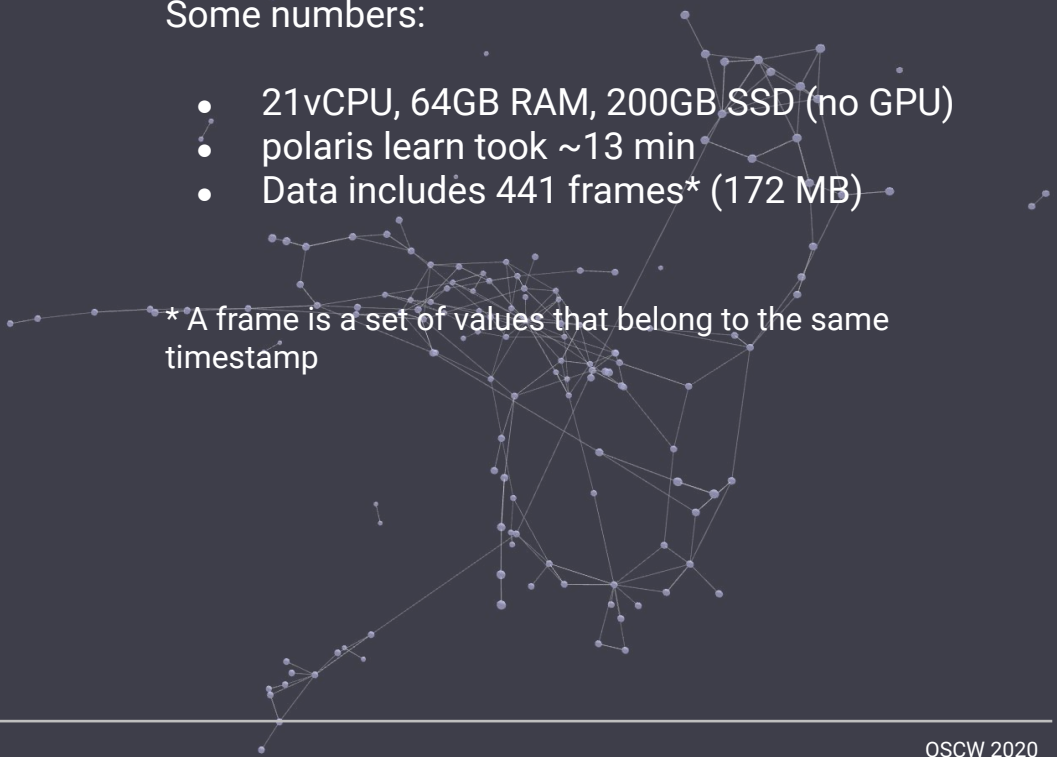 Some numbers:
● 21vCPU, 64GB RAM, 200GB SSD (no GPU)
● polaris learn took ~13 min
● Data includes 441 frames* (172 MB)
* A frame is a set of values that belong to the same
timestamp
OSCW 2020